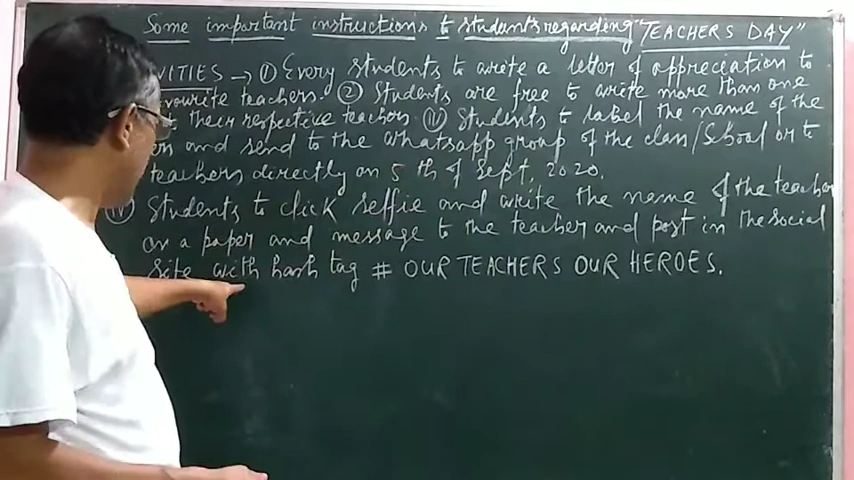 Some important instructions to students regarding "TEACHERS DAY"
VITIES → ① Every students to write a letter of appreciation to
vourite teachers. ② Students are free to write more than one
their respective teachers ⑪ Students to label the name of the
and send to the whatsapp group of the class/School or to
teachers directly on 5 th of Sept, 2020.
⑭ Students to click selfie and write the name of the teacher
on a paper and message to the teacher and post in the social
site with hash tag # OUR TEACHERS OUR HEROES.